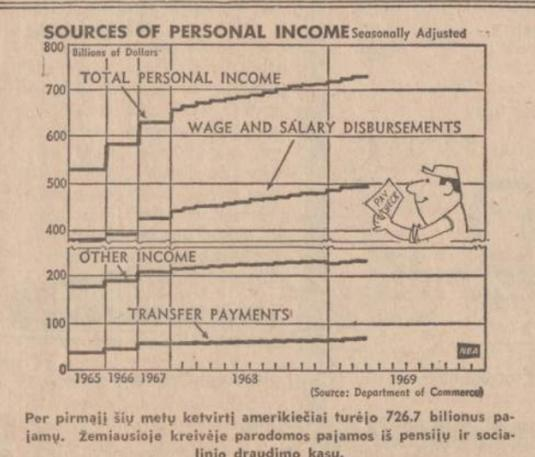 SOURCES OF PERSONAL INCOME Seasonally Adjusted
800
Billions of Dollars
TOTAL PERSONAL INCOME
700
WAGE AND SALARY DISBURSEMENTS
600
500
PAY CHECK
400
OTHER INCOME
200
TRANSFER PAYMENTS
100
NEA
0
1965 1966 1967 1968 1969
(Source: Department of Commerce)
Per pirmąjį šių metų ketvirtį amerikiečiai turėjo 726.7 bilionus pa-
jamų. Žemiausioje kreivėje parodomos pajamos iš pensijų ir socia-
linio draudimo kasų.